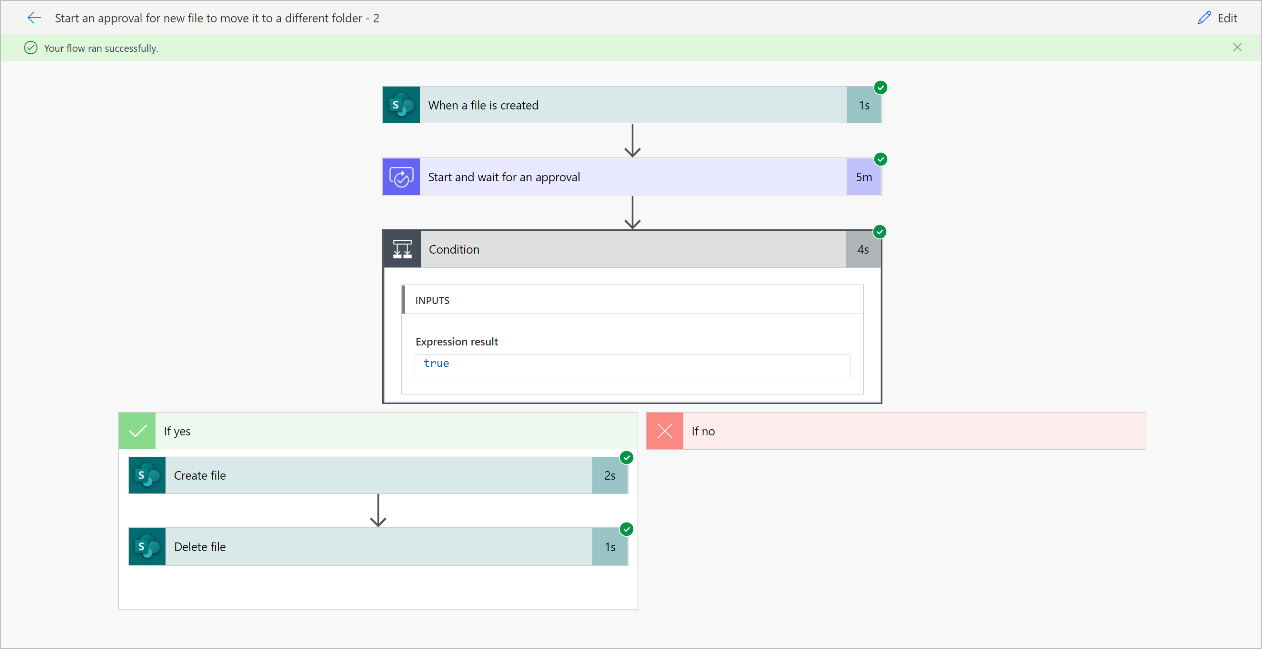 Start an approval for new file to move it to a different folder - 2
Edit
Your flow ran successfully.
S
When a file is created
1s
Start and wait for an approval
5m
Condition
4s
INPUTS
Expression result
true
If yes
If no
S
Create file
2s
S
Delete file
1s